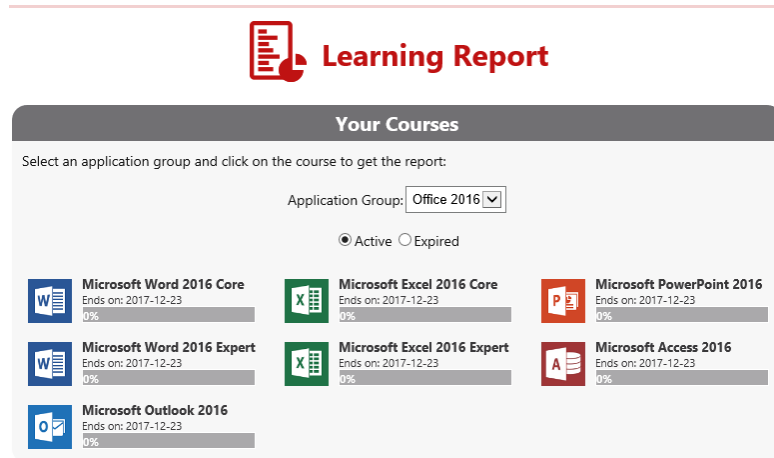 Learning Report
Your Courses
Select an application group and click on the course to get the report:
Application Group: Office 2016
Active Expired
Microsoft Word 2016 Core
Ends on: 2017-12-23
0%
Microsoft Excel 2016 Core
Ends on: 2017-12-23
0%
Microsoft PowerPoint 2016
Ends on: 2017-12-23
0%
Microsoft Word 2016 Expert
Ends on: 2017-12-23
0%
Microsoft Excel 2016 Expert
Ends on: 2017-12-23
0%
Microsoft Access 2016
Ends on: 2017-12-23
0%
Microsoft Outlook 2016
Ends on: 2017-12-23
0%